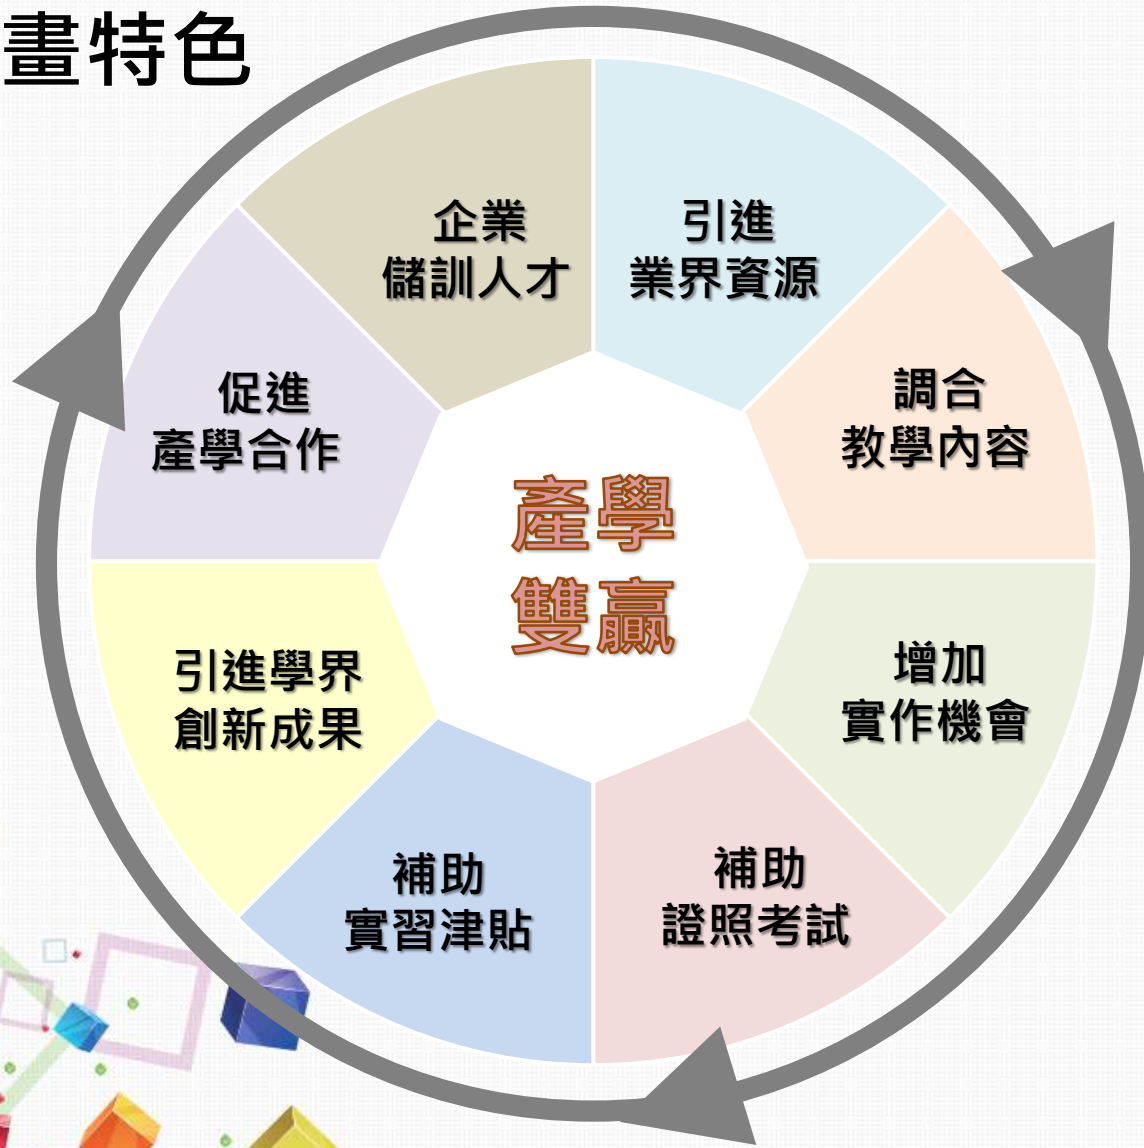 畫特色
引進
業界資源
調合
教學內容
增加
實作機會
補助
證照考試
補助
實習津貼
引進學界
創新成果
促進
產學合作
企業
儲訓人才
產學
雙贏